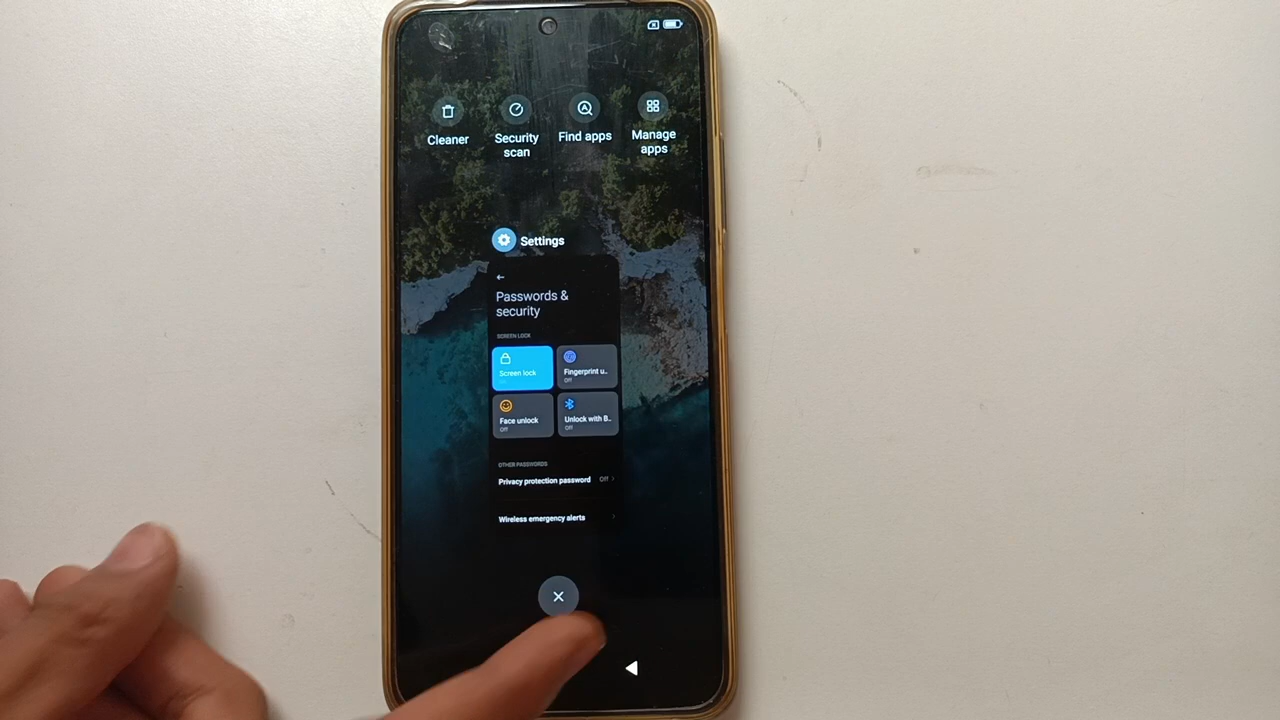 Cleaner
Security scan
Find apps
Manage apps
Settings
Passwords & security
SCREEN LOCK
Screen lock
Fingerprint u..
Off
Face unlock
Off
Unlock with B..
Off
OTHER PASSWORDS
Privacy protection password Off
Wireless emergency alerts